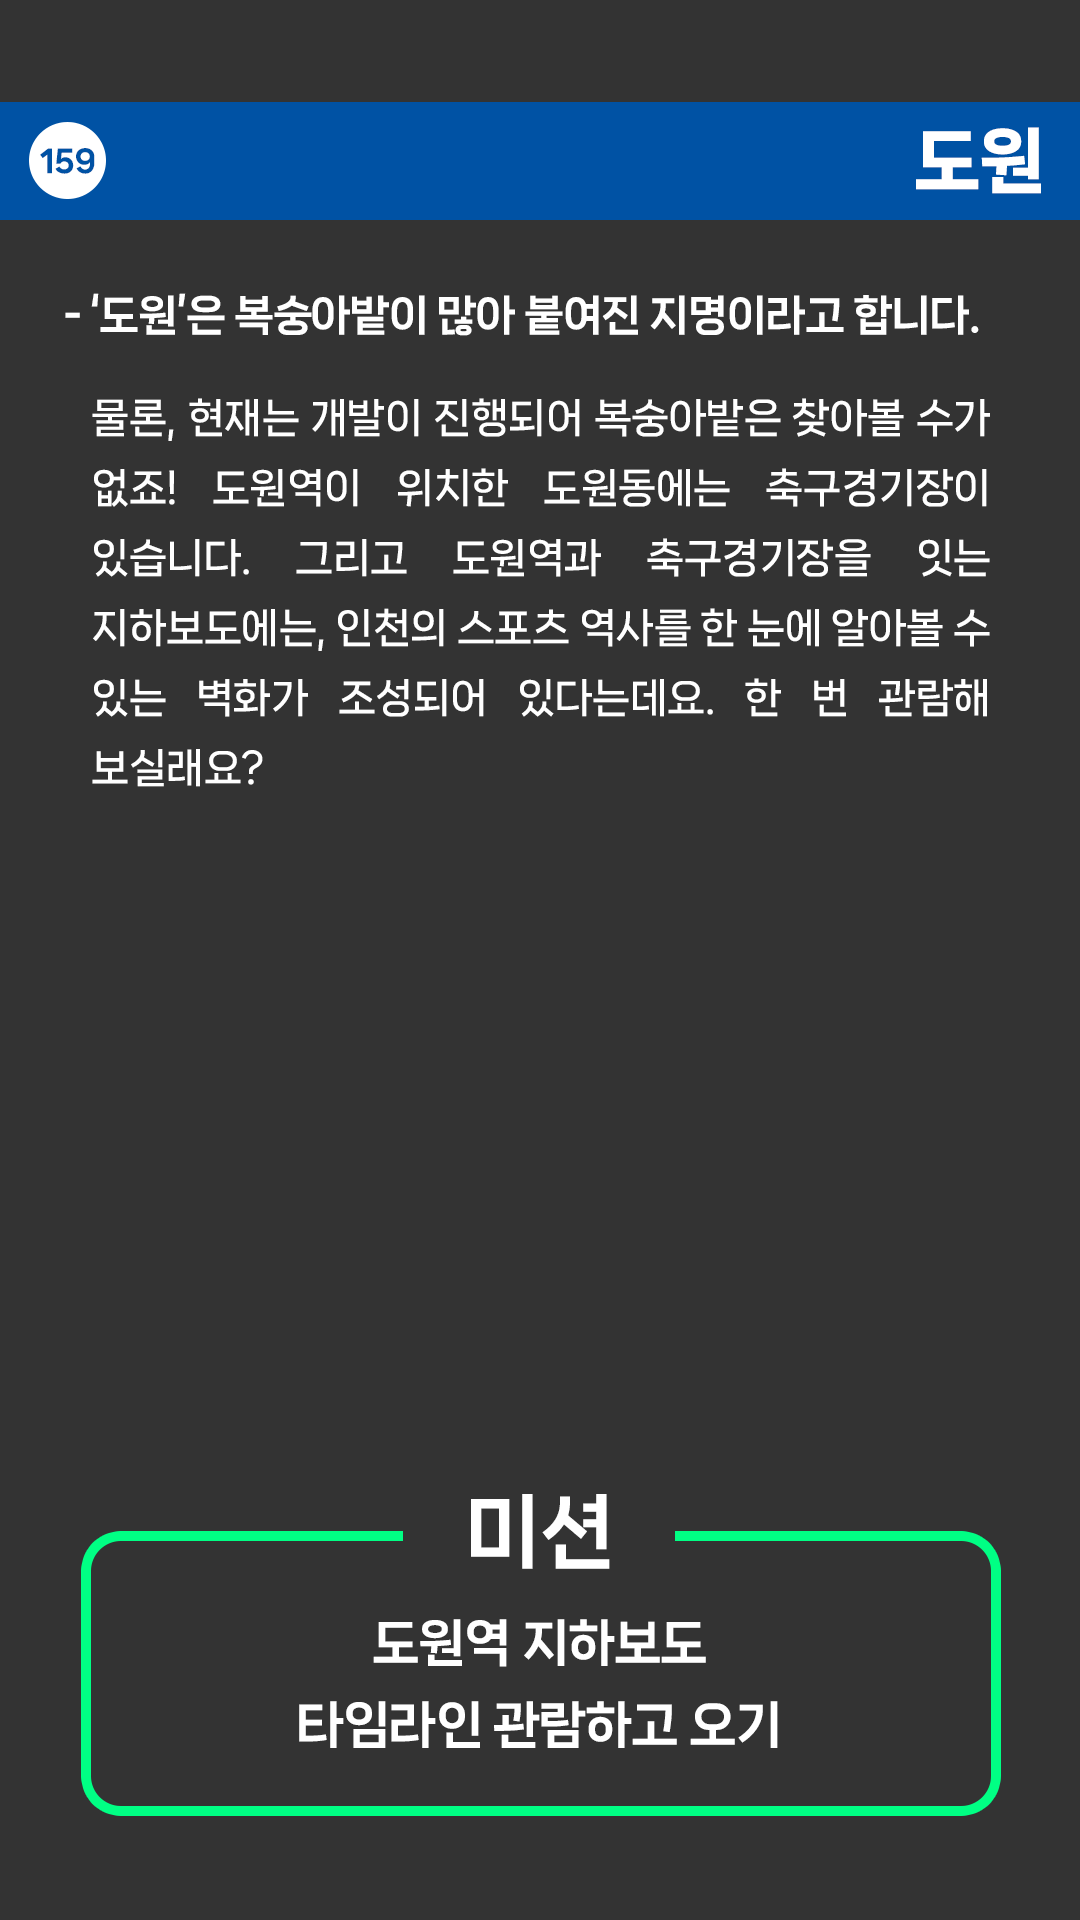 159
도원
- ‘도원’은 복숭아밭이 많아 붙여진 지명이라고 합니다.
물론, 현재는 개발이 진행되어 복숭아밭은 찾아볼 수가
없죠! 도원역이 위치한 도원동에는 축구경기장이
있습니다. 그리고 도원역과 축구경기장을 잇는
지하보도에는, 인천의 스포츠 역사를 한 눈에 알아볼 수
있는 벽화가 조성되어 있다는데요. 한 번 관람해
보실래요?
미션
도원역 지하보도
타임라인 관람하고 오기